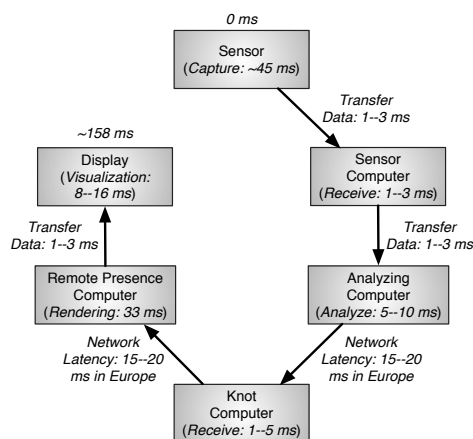 0 ms
Sensor
(Capture: ~45 ms)
Transfer
Data: 1--3 ms
Sensor
Computer
(Receive: 1--3 ms)
Transfer
Data: 1--3 ms
Analyzing
Computer
(Analyze: 5--10 ms)
Network
Latency: 15--20
ms in Europe
Knot
Computer
(Receive: 1--5 ms)
Network
Latency: 15--20
ms in Europe
Remote Presence
Computer
(Rendering: 33 ms)
Transfer
Data: 1--3 ms
~158 ms
Display
(Visualization:
8--16 ms)